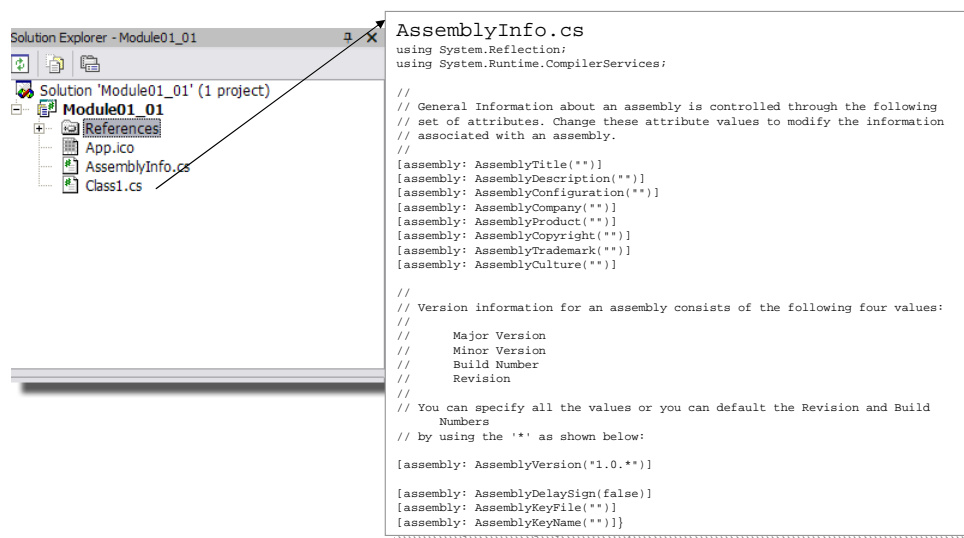 Solution Explorer - Module01_01
Solution 'Module01_01' (1 project)
Module01_01
References
App.ico
AssemblyInfo.cs
Class1.cs
AssemblyInfo.cs
using System.Reflection;
using System.Runtime.CompilerServices;
//
// General Information about an assembly is controlled through the following
// set of attributes. Change these attribute values to modify the information
// associated with an assembly.
//
[assembly: AssemblyTitle("")]
[assembly: AssemblyDescription("")]
[assembly: AssemblyConfiguration("")]
[assembly: AssemblyCompany("")]
[assembly: AssemblyProduct("")]
[assembly: AssemblyCopyright("")]
[assembly: AssemblyTrademark("")]
[assembly: AssemblyCulture("")]
//
// Version information for an assembly consists of the following four values:
//
//      Major Version
//      Minor Version
//      Build Number
//      Revision
//
// You can specify all the values or you can default the Revision and Build
Numbers
// by using the '*' as shown below:
[assembly: AssemblyVersion("1.0.*")]
[assembly: AssemblyDelaySign(false)]
[assembly: AssemblyKeyFile("")]
[assembly: AssemblyKeyName("")]}